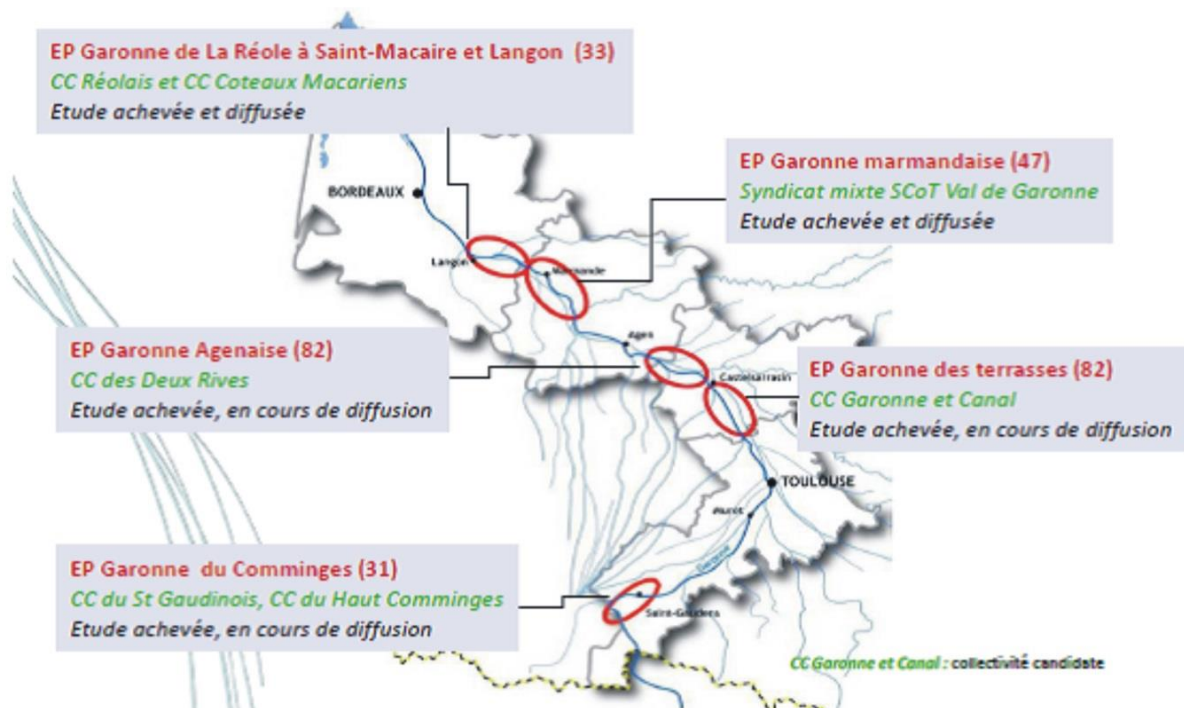 EP Garonne de La Réole à Saint-Macaire et Langon (33)
CC Réolais et CC Coteaux Macariens
Etude achevée et diffusée
EP Garonne marmandaise (47)
Syndicat mixte SCoT Val de Garonne
Etude achevée et diffusée
BORDEAUX
Langon
Marmande
Agen
EP Garonne Agenaise (82)
CC des Deux Rives
Etude achevée, en cours de diffusion
Castelsarrasin
EP Garonne des terrasses (82)
CC Garonne et Canal
Etude achevée, en cours de diffusion
TOULOUSE
Muret
Garonne
EP Garonne du Comminges (31)
CC du St Gaudinois, CC du Haut Comminges
Etude achevée, en cours de diffusion
Saint-Gaudens
CC Garonne et Canal : collectivité candidate